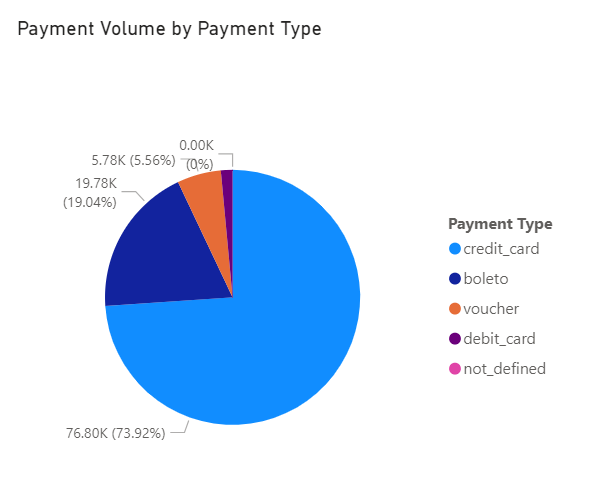 Payment Volume by Payment Type
0.00K
(0%)
5.78K (5.56%)
19.78K
(19.04%)
76.80K (73.92%)
Payment Type
credit_card
boleto
voucher
debit_card
not_defined